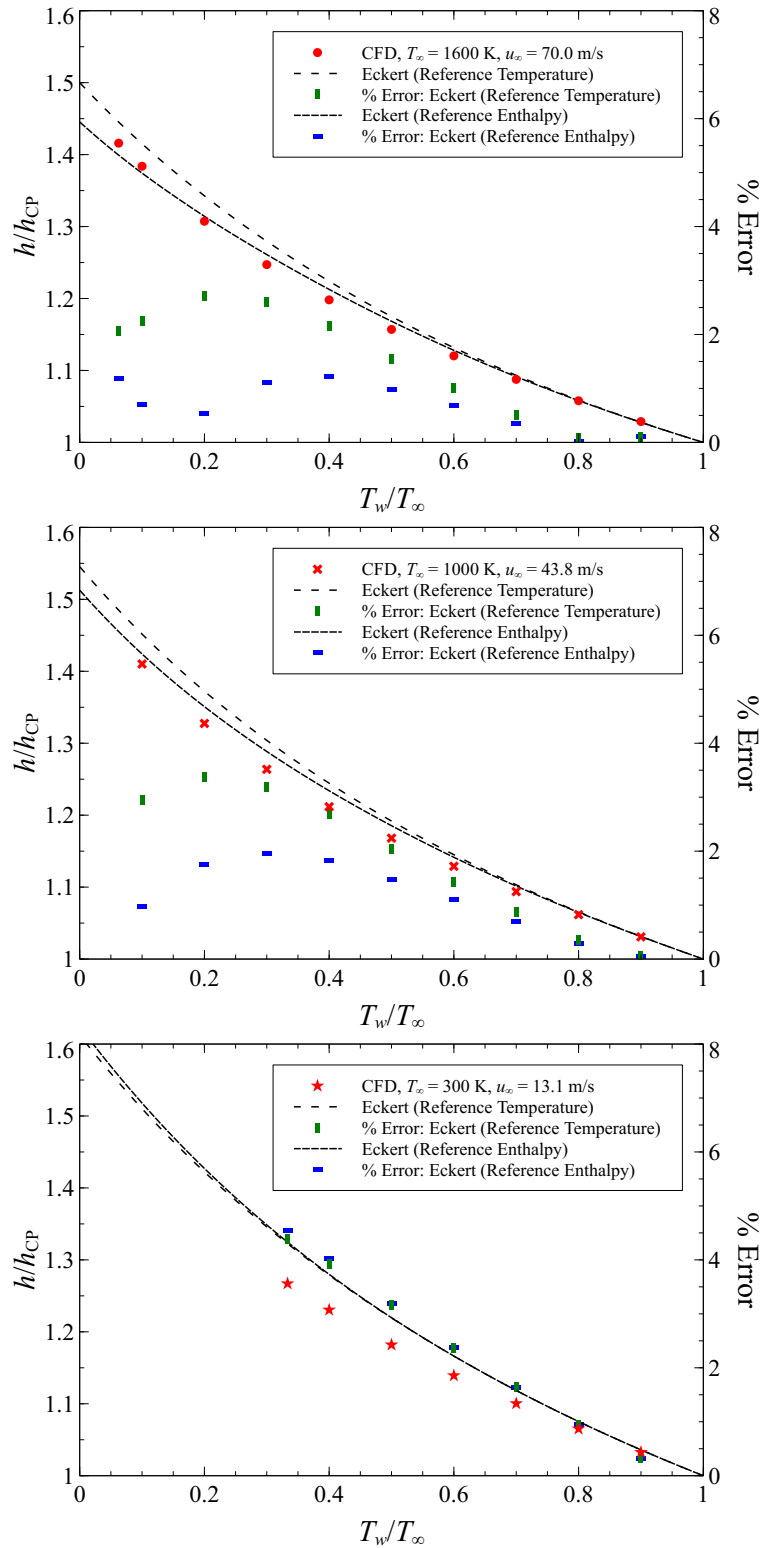 1.6
1.5
1.4
1.3
1.2
1.1
1
h/h_CP
8
6
4
2
0
% Error
CFD, T∞ = 1600 K, u∞ = 70.0 m/s
Eckert (Reference Temperature)
% Error: Eckert (Reference Temperature)
Eckert (Reference Enthalpy)
% Error: Eckert (Reference Enthalpy)
0 0.2 0.4 0.6 0.8 1
T_w/T∞
1.6
1.5
1.4
1.3
1.2
1.1
1
h/h_CP
8
6
4
2
0
% Error
CFD, T∞ = 1000 K, u∞ = 43.8 m/s
Eckert (Reference Temperature)
% Error: Eckert (Reference Temperature)
Eckert (Reference Enthalpy)
% Error: Eckert (Reference Enthalpy)
0 0.2 0.4 0.6 0.8 1
T_w/T∞
1.6
1.5
1.4
1.3
1.2
1.1
1
h/h_CP
8
6
4
2
0
% Error
CFD, T∞ = 300 K, u∞ = 13.1 m/s
Eckert (Reference Temperature)
% Error: Eckert (Reference Temperature)
Eckert (Reference Enthalpy)
% Error: Eckert (Reference Enthalpy)
0 0.2 0.4 0.6 0.8 1
T_w/T∞